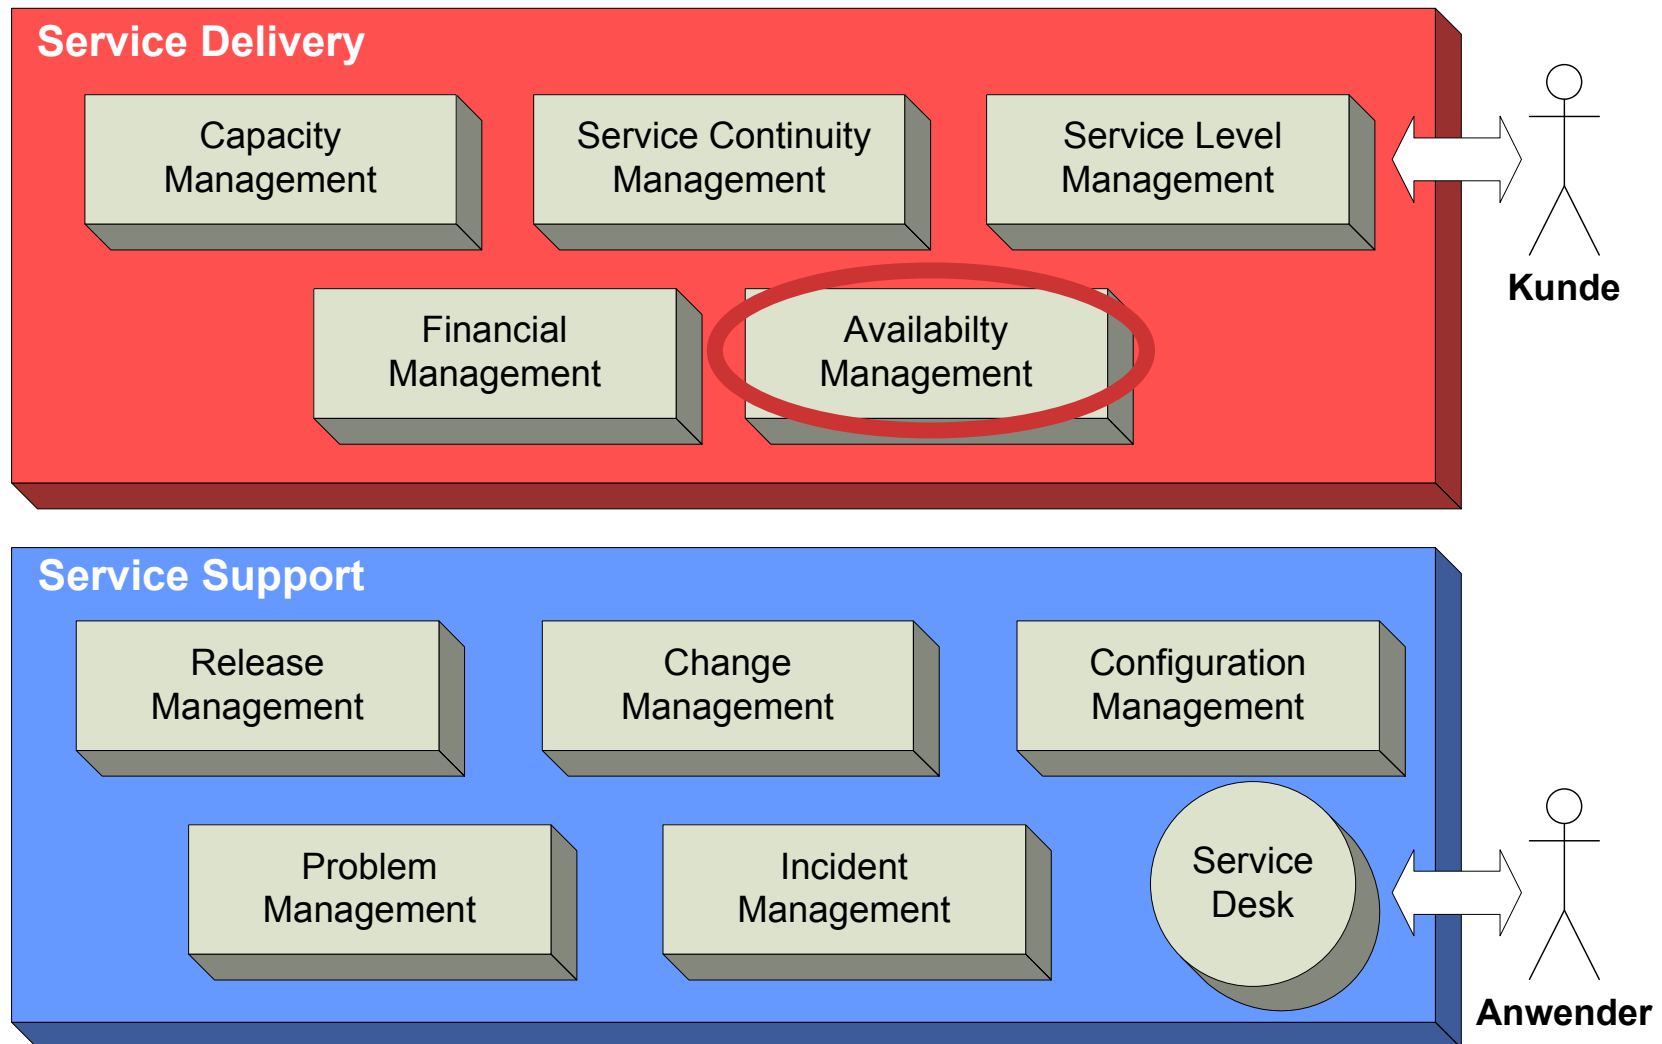 Service Delivery
Capacity
Management
Service Continuity
Management
Service Level
Management
Kunde
Financial
Management
Availabilty
Management
Service Support
Release
Management
Change
Management
Configuration
Management
Problem
Management
Incident
Management
Service
Desk
Anwender